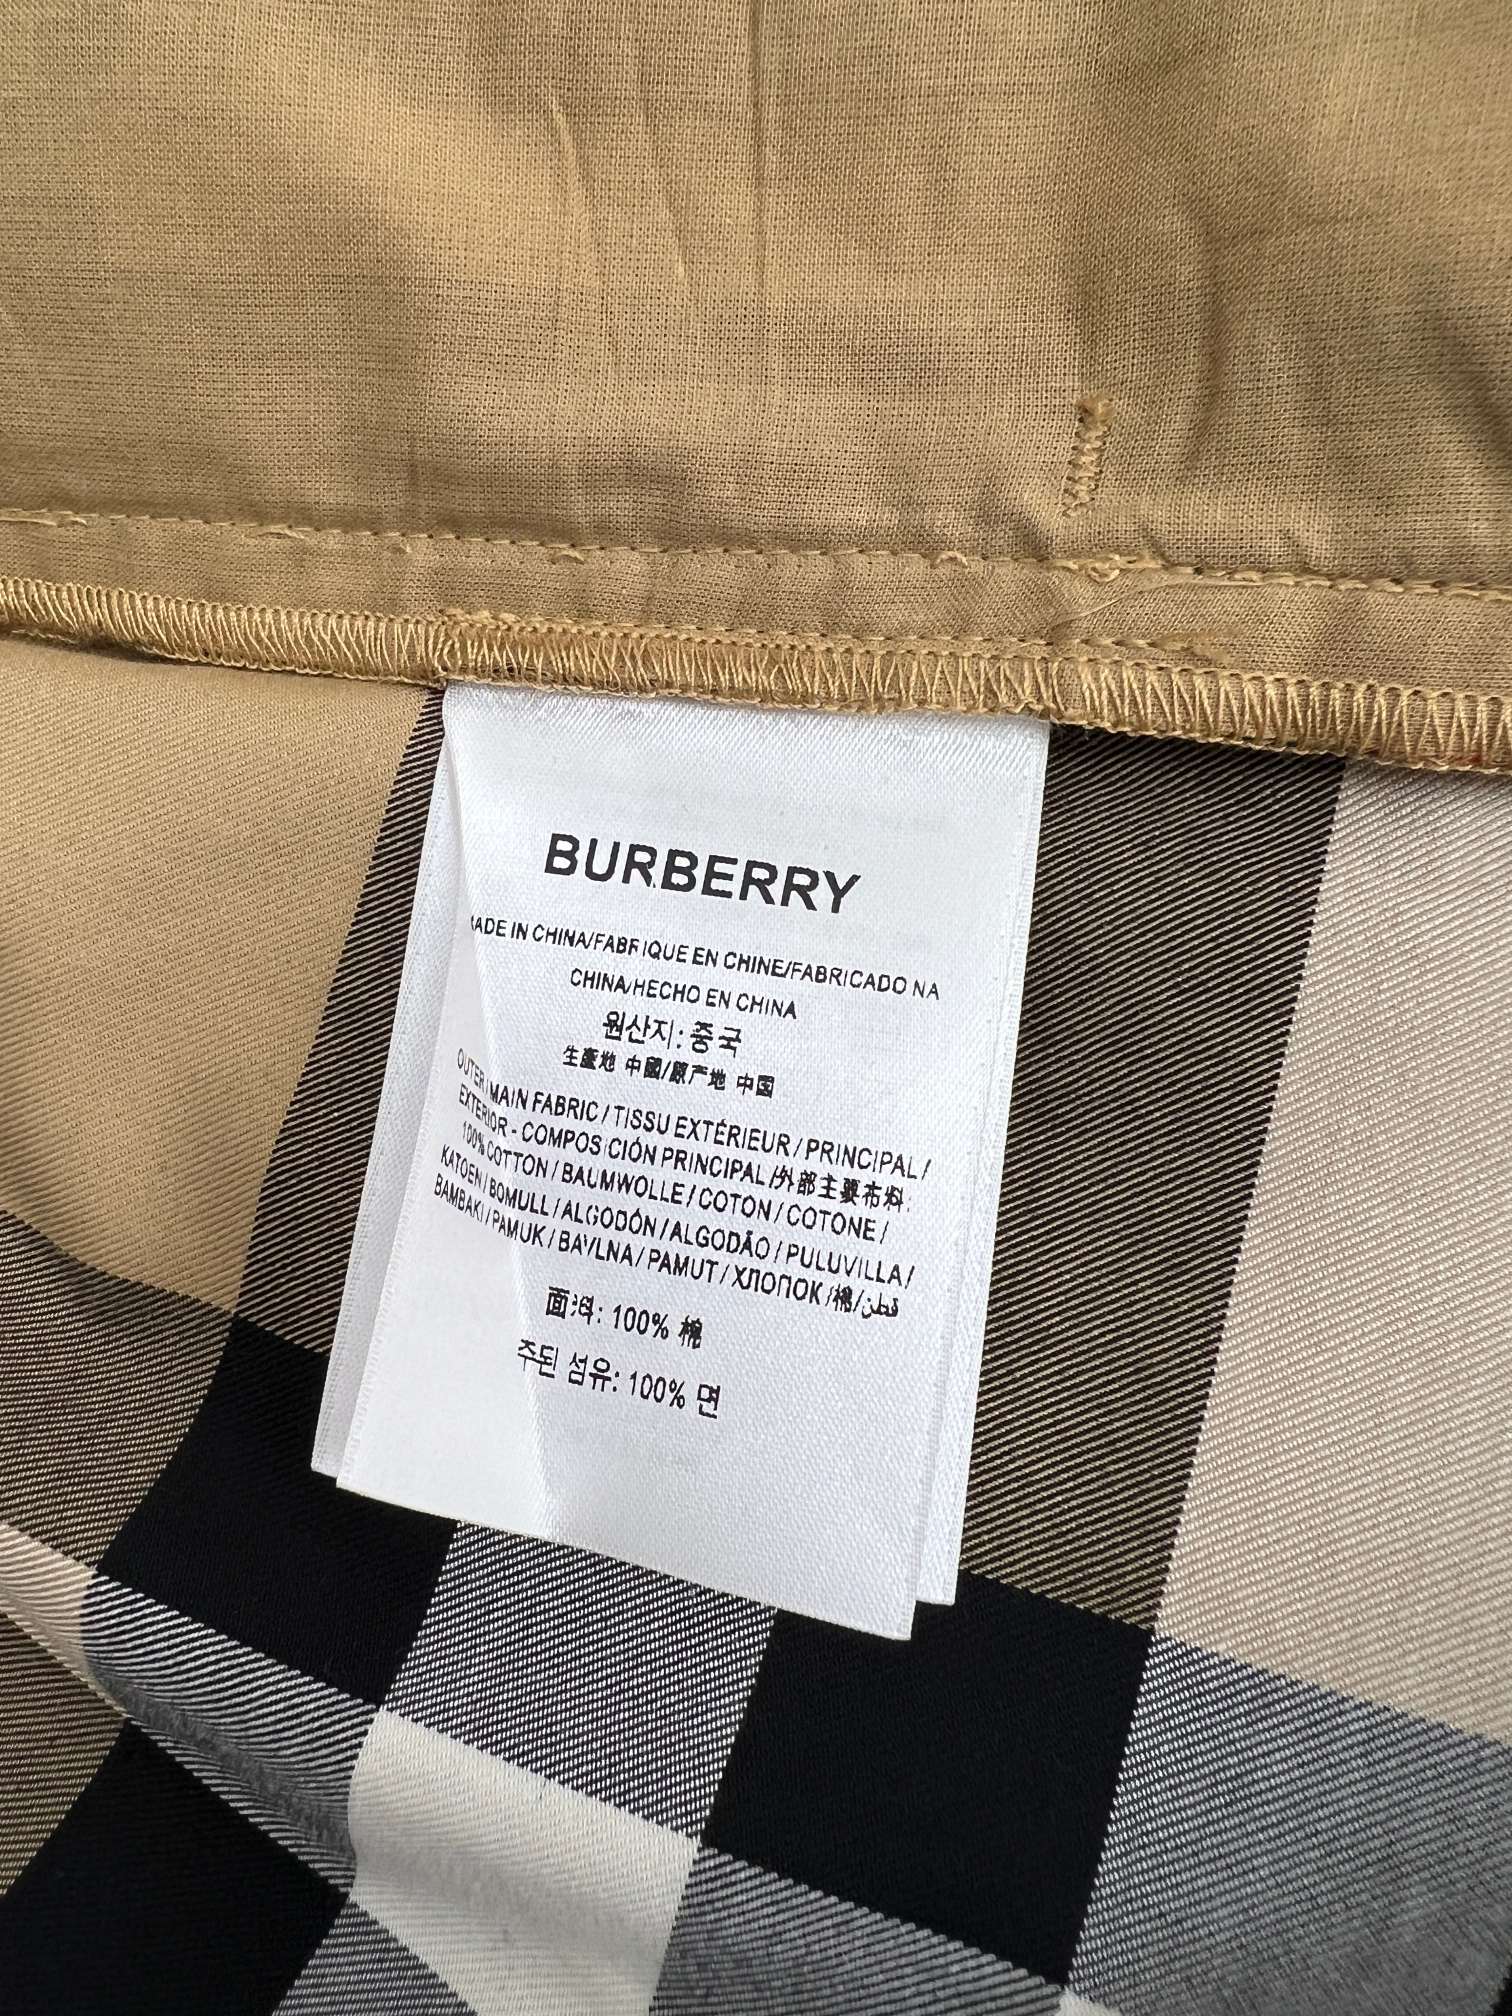 BURBERRY
MADE IN CHINA/FABRIQUE EN CHINE/FABRICADO NA
CHINA/HECHO EN CHINA
원산지: 중국
生產地 中國/原产地 中国
OUTER / MAIN FABRIC / TISSU EXTÉRIEUR / PRINCIPAL /
EXTERIOR - COMPOSICIÓN PRINCIPAL /外部主要布料:
100% COTTON / BAUMWOLLE / COTON / COTONE /
KATOEN / BOMULL / ALGODÓN / ALGODÃO / PULUVILLA /
BAMBAKI / PAMUK / BAVLNA / PAMUT / ХЛОПОК / 棉/قطن
面料: 100% 棉
주된 섬유: 100% 면